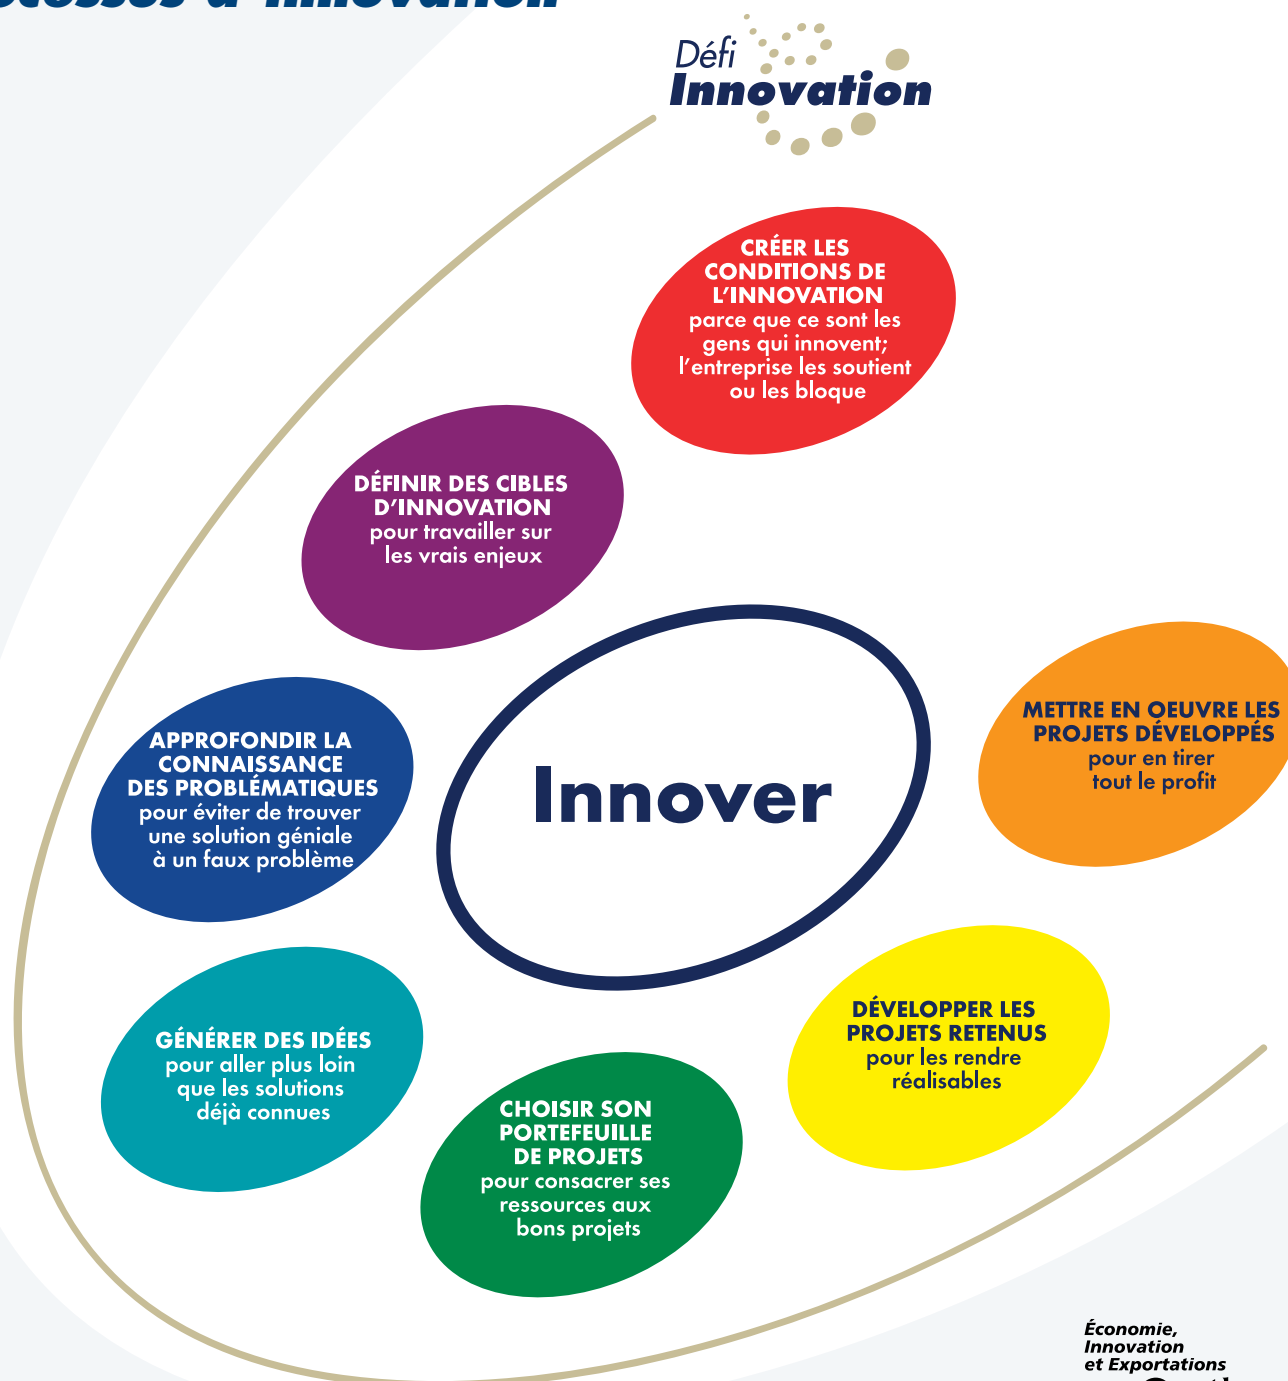 d'innovation
Défi
Innovation
CRÉER LES
CONDITIONS DE
L'INNOVATION
parce que ce sont les
gens qui innovent;
l'entreprise les soutient
ou les bloque
DÉFINIR DES CIBLES
D'INNOVATION
pour travailler sur
les vrais enjeux
APPROFONDIR LA
CONNAISSANCE
DES PROBLÉMATIQUES
pour éviter de trouver
une solution géniale
à un faux problème
GÉNÉRER DES IDÉES
pour aller plus loin
que les solutions
déjà connues
CHOISIR SON
PORTEFEUILLE
DE PROJETS
pour consacrer ses
ressources aux
bons projets
DÉVELOPPER LES
PROJETS RETENUS
pour les rendre
réalisables
METTRE EN OEUVRE LES
PROJETS DÉVELOPPÉS
pour en tirer
tout le profit
Innover
Économie,
Innovation
et Exportations